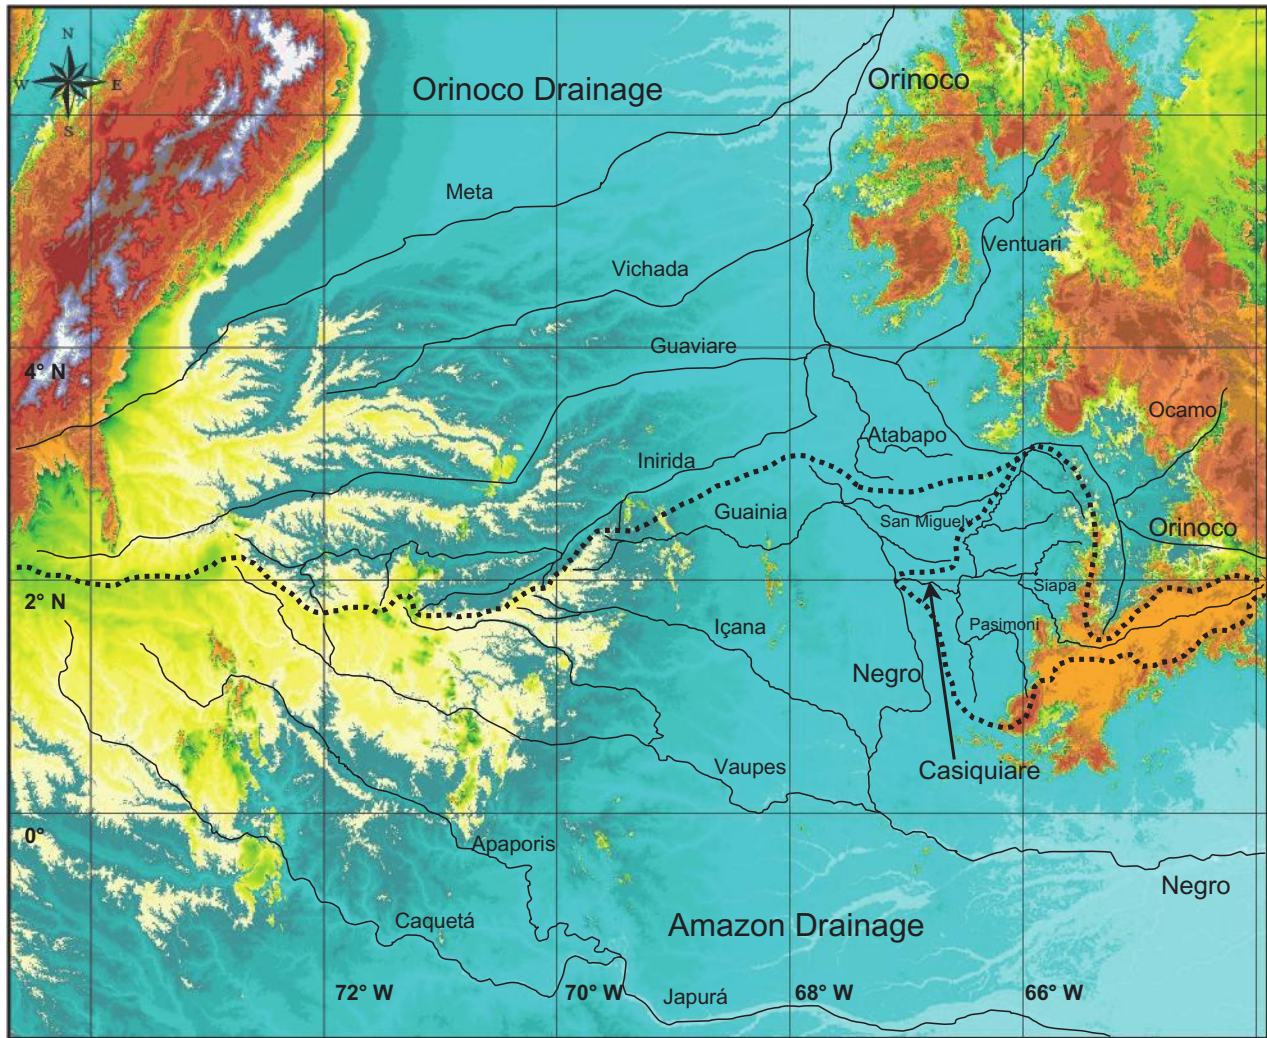 N
W
E
S
Orinoco Drainage
Orinoco
Meta
Ventuari
Vichada
Guaviare
4° N
Ocamo
Atabapo
Inirida
Guainia
San Miguel
Orinoco
2° N
Siapa
Içana
Pasimoni
Negro
Vaupes
Casiquiare
0°
Apaporis
Negro
Caquetá
Amazon Drainage
72° W
70° W
68° W
66° W
Japurá